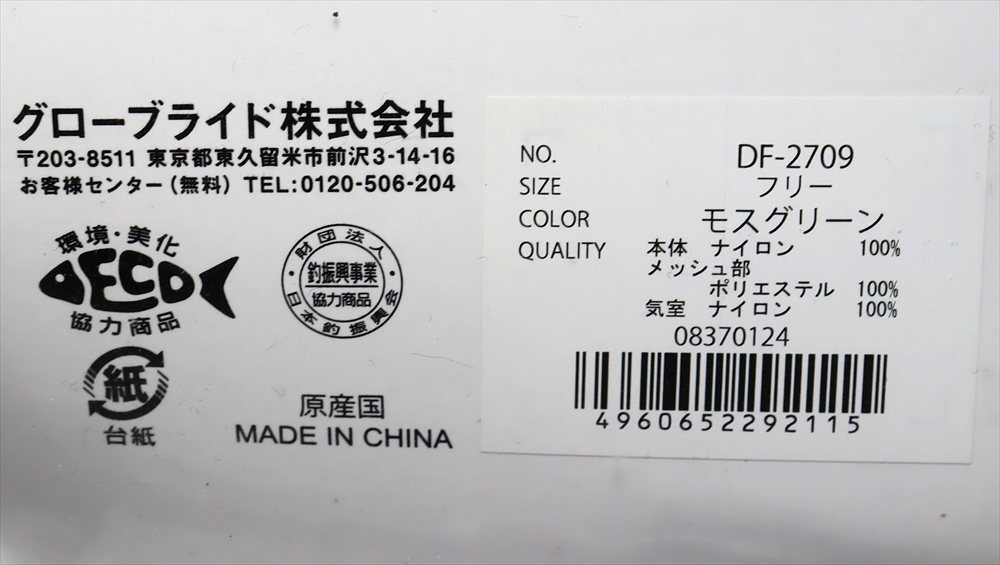 グローブライド株式会社
〒203-8511 東京都東久留米市前沢3-14-16
お客様センター(無料) TEL:0120-506-204
環境・美化
ECO
協力商品
・財団法人・
釣振興事業
協力商品
日本釣振興会
紙
台紙
原産国
MADE IN CHINA
NO. DF-2709
SIZE フリー
COLOR モスグリーン
QUALITY 本体 ナイロン 100%
メッシュ部
ポリエステル 100%
気室 ナイロン 100%
08370124
4960652292115